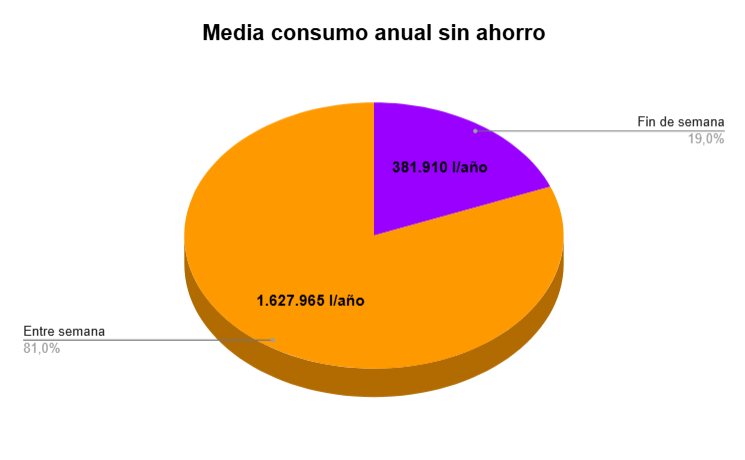 Media consumo anual sin ahorro
Fin de semana
19,0%
381.910 l/año
1.627.965 l/año
Entre semana
81,0%